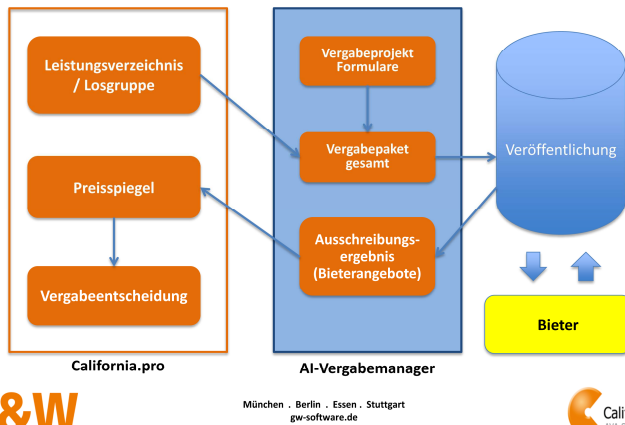 Leistungsverzeichnis
/ Losgruppe
Preisspiegel
Vergabeentscheidung
California.pro
Vergabeprojekt
Formulare
Vergabepaket
gesamt
Ausschreibungs-
ergebnis
(Bieterangebote)
AI-Vergabemanager
Veröffentlichung
Bieter
&W
München . Berlin . Essen . Stuttgart
gw-software.de
Cali